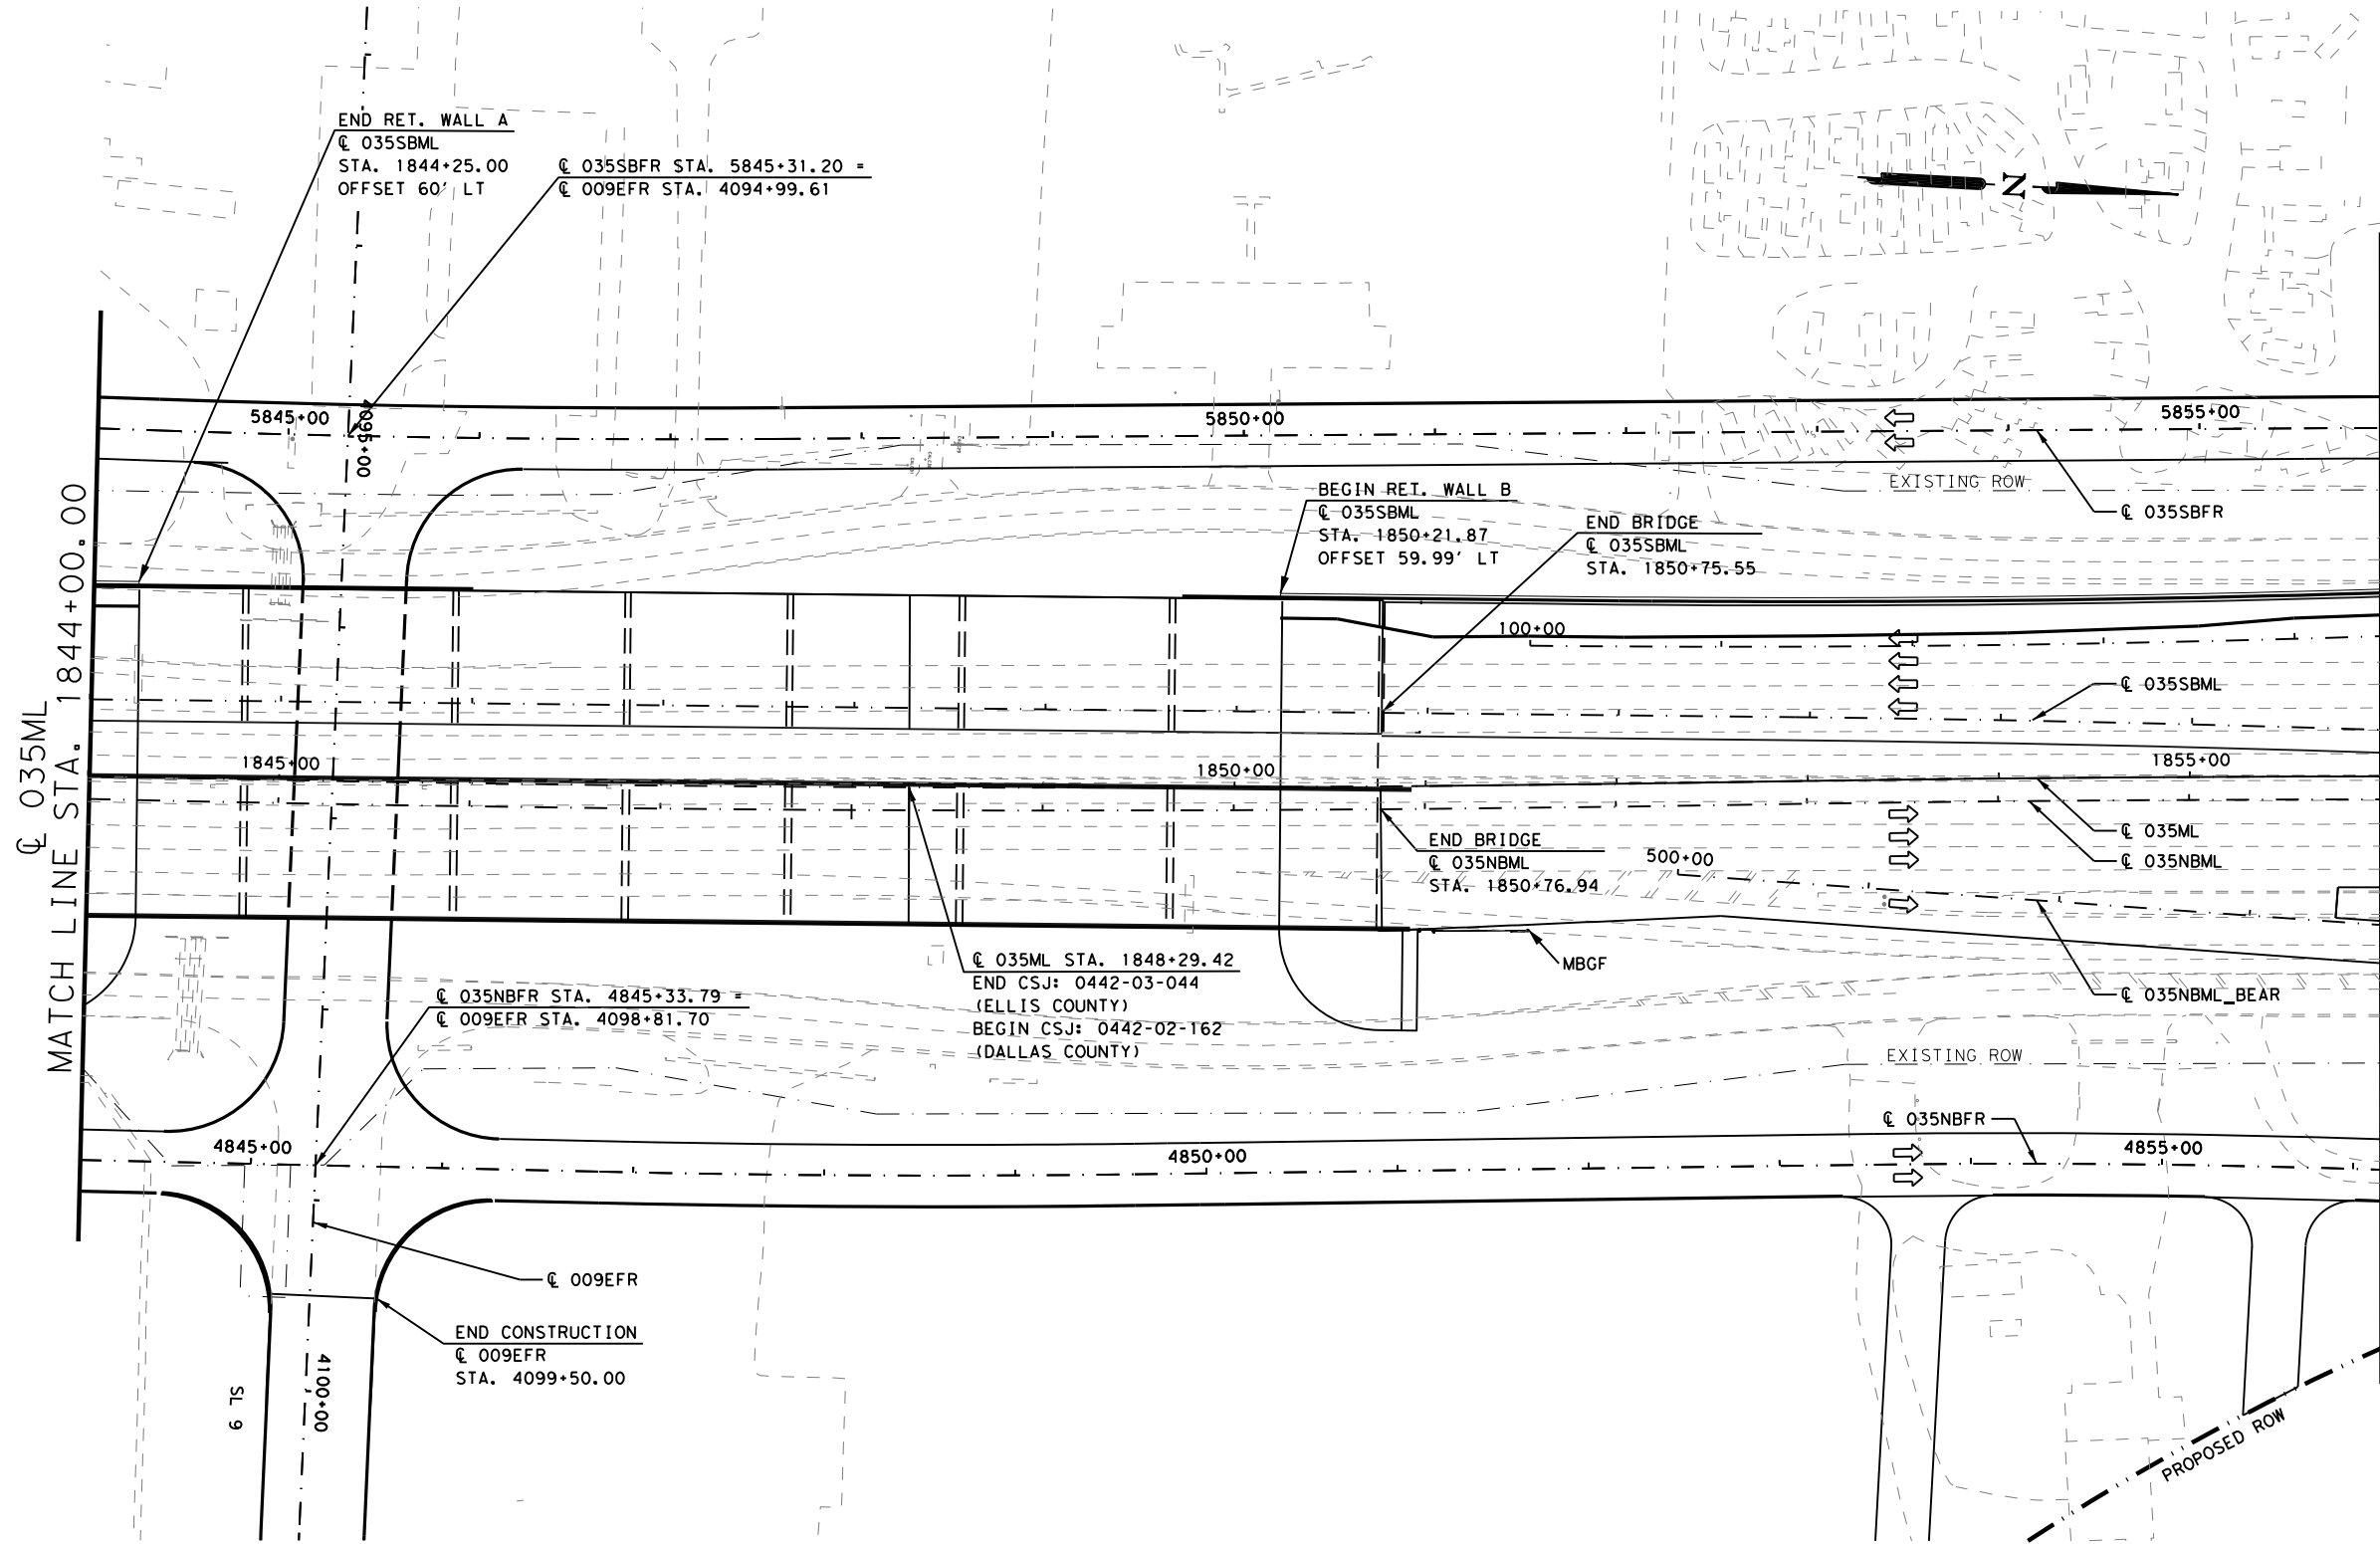 END RET. WALL A
℄ 035SBML
STA. 1844+25.00
OFFSET 60' LT
℄ 035SBFR STA. 5845+31.20 =
℄ 009EFR STA. 4094+99.61
N
5845+00
4095+00
5850+00
5855+00
EXISTING ROW
℄ 035SBFR
BEGIN RET. WALL B
℄ 035SBML
STA. 1850+21.87
OFFSET 59.99' LT
END BRIDGE
℄ 035SBML
STA. 1850+75.55
100+00
℄ 035SBML
℄ 035ML
MATCH LINE STA. 1844+00.00
1845+00
1850+00
1855+00
℄ 035ML
℄ 035NBML
END BRIDGE
℄ 035NBML
STA. 1850+76.94
500+00
MBGF
℄ 035NBML_BEAR
℄ 035ML STA. 1848+29.42
END CSJ: 0442-03-044
(ELLIS COUNTY)
BEGIN CSJ: 0442-02-162
(DALLAS COUNTY)
℄ 035NBFR STA. 4845+33.79 =
℄ 009EFR STA. 4098+81.70
EXISTING ROW
℄ 035NBFR
4845+00
4850+00
4855+00
℄ 009EFR
END CONSTRUCTION
℄ 009EFR
STA. 4099+50.00
4100+00
SL 9
PROPOSED ROW